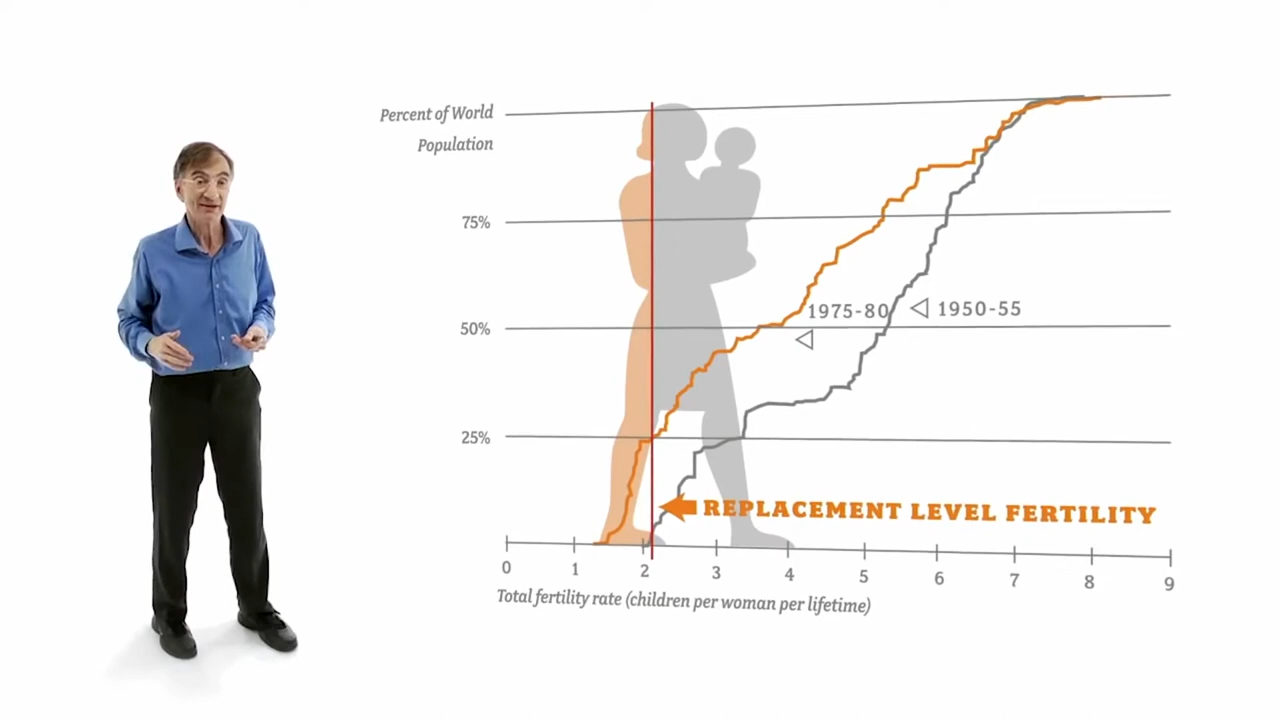 Percent of World
Population
75%
50%
25%
1975-80
1950-55
REPLACEMENT LEVEL FERTILITY
0 1 2 3 4 5 6 7 8 9
Total fertility rate (children per woman per lifetime)